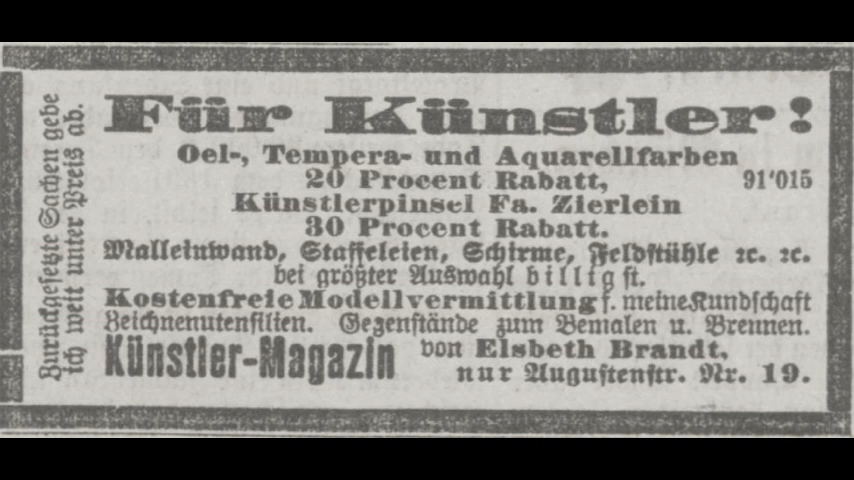 Zurückgesetzte Sachen gebe
ich weit unter Preis ab.
Für Künstler!
Oel-, Tempera- und Aquarellfarben
20 Procent Rabatt, 91'015
Künstlerpinsel Fa. Zierlein
30 Procent Rabatt.
Malleinwand, Staffeleien, Schirme, Feldstühle ꝛc. ꝛc.
bei größter Auswahl billigst.
Kostenfreie Modellvermittlung f. meine Kundschaft
Zeichnenutensilien. Gegenstände zum Bemalen u. Brennen.
Künstler-Magazin von Elsbeth Brandt,
nur Augustenstr. Nr. 19.